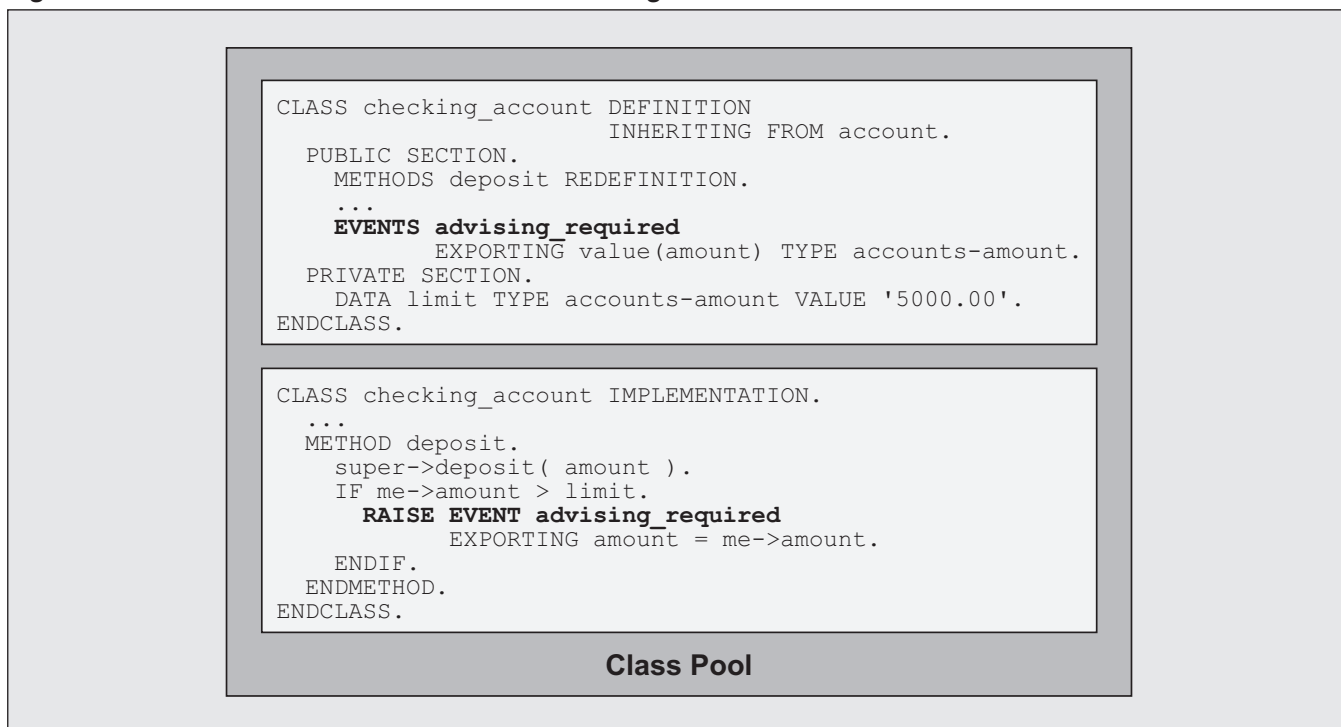 CLASS checking_account DEFINITION
                       INHERITING FROM account.
  PUBLIC SECTION.
    METHODS deposit REDEFINITION.
    ...
    EVENTS advising_required
           EXPORTING value(amount) TYPE accounts-amount.
  PRIVATE SECTION.
    DATA limit TYPE accounts-amount VALUE '5000.00'.
ENDCLASS.
CLASS checking_account IMPLEMENTATION.
  ...
  METHOD deposit.
    super->deposit( amount ).
    IF me->amount > limit.
      RAISE EVENT advising_required
            EXPORTING amount = me->amount.
    ENDIF.
  ENDMETHOD.
ENDCLASS.
Class Pool